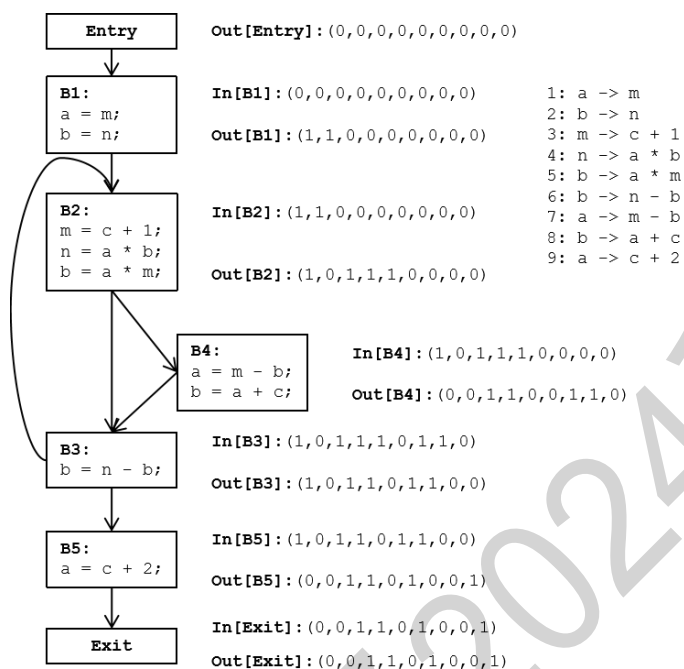 Entry
Out[Entry]: (0,0,0,0,0,0,0,0,0)
B1:
a = m;
b = n;
In[B1]: (0,0,0,0,0,0,0,0,0)
Out[B1]: (1,1,0,0,0,0,0,0,0)
1: a -> m
2: b -> n
3: m -> c + 1
4: n -> a * b
5: b -> a * m
6: b -> n - b
7: a -> m - b
8: b -> a + c
9: a -> c + 2
B2:
m = c + 1;
n = a * b;
b = a * m;
In[B2]: (1,1,0,0,0,0,0,0,0)
Out[B2]: (1,0,1,1,1,0,0,0,0)
B4:
a = m - b;
b = a + c;
In[B4]: (1,0,1,1,1,0,0,0,0)
Out[B4]: (0,0,1,1,0,0,1,1,0)
B3:
b = n - b;
In[B3]: (1,0,1,1,1,0,1,1,0)
Out[B3]: (1,0,1,1,0,1,1,0,0)
B5:
a = c + 2;
In[B5]: (1,0,1,1,0,1,1,0,0)
Out[B5]: (0,0,1,1,0,1,0,0,1)
Exit
In[Exit]: (0,0,1,1,0,1,0,0,1)
Out[Exit]: (0,0,1,1,0,1,0,0,1)
2024